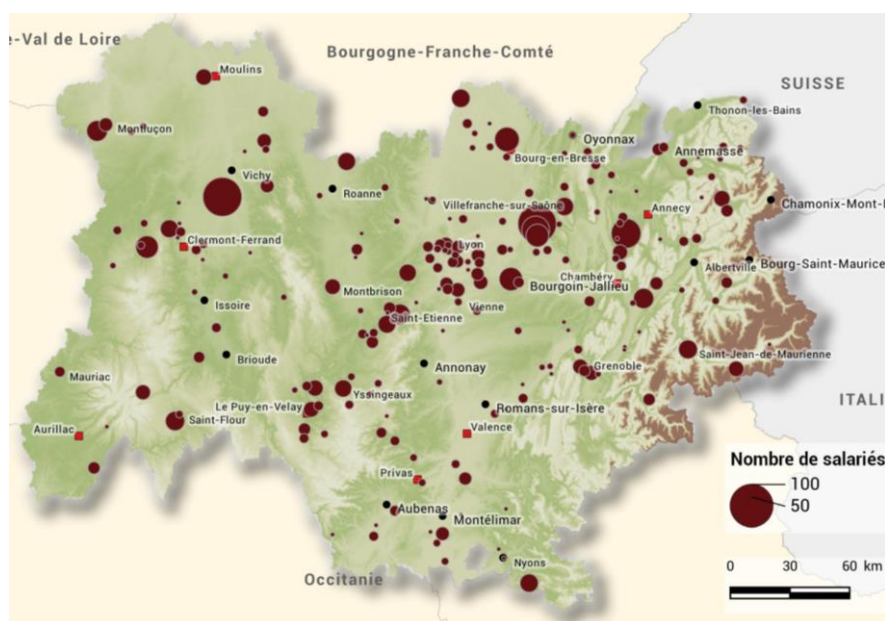 e-Val de Loire
Bourgogne-Franche-Comté
Moulins
SUISSE
Thonon-les-Bains
Montluçon
Oyonnax
Annemasse
Bourg-en-Bresse
Vichy
Roanne
Villefranche-sur-Saône
Annecy
Chamonix-Mont-
Clermont-Ferrand
Lyon
Chambéry
Albertville
Bourg-Saint-Maurice
Bourgoin-Jallieu
Montbrison
Issoire
Vienne
Saint-Etienne
Brioude
Annonay
Grenoble
Saint-Jean-de-Maurienne
Mauriac
Yssingeaux
ITALI
Le Puy-en-Velay
Romans-sur-Isère
Saint-Flour
Aurillac
Valence
Privas
Nombre de salariés
100
50
Aubenas
Montélimar
Nyons
0 30 60 km
Occitanie